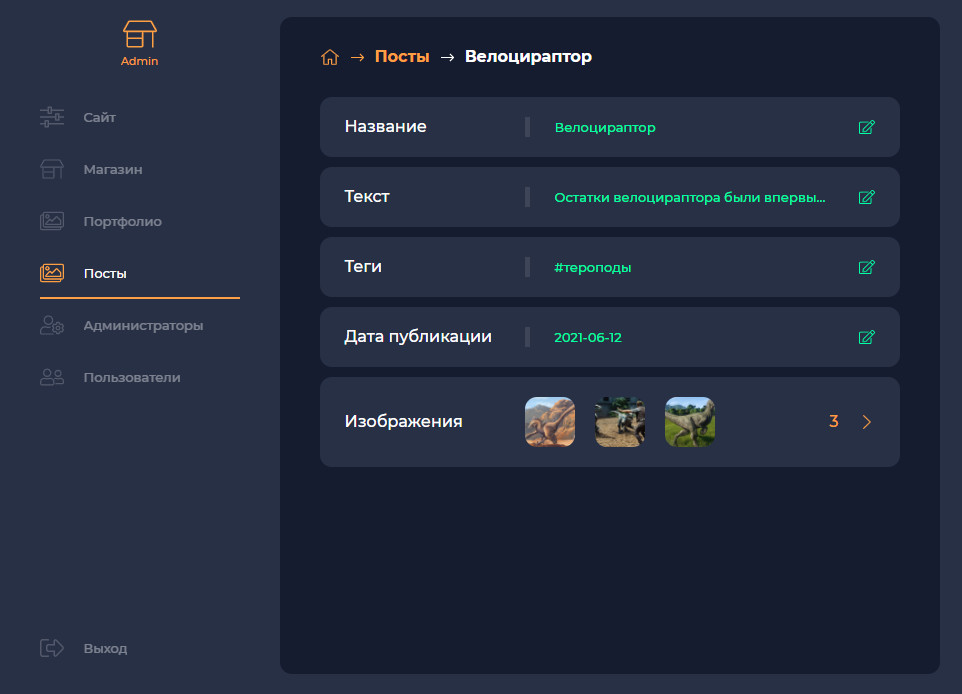 Admin
Сайт
Магазин
Портфолио
Посты
Администраторы
Пользователи
Выход
→ Посты → Велоцираптор
Название Велоцираптор
Текст Остатки велоцираптора были впервы...
Теги #тероподы
Дата публикации 2021-06-12
Изображения 3